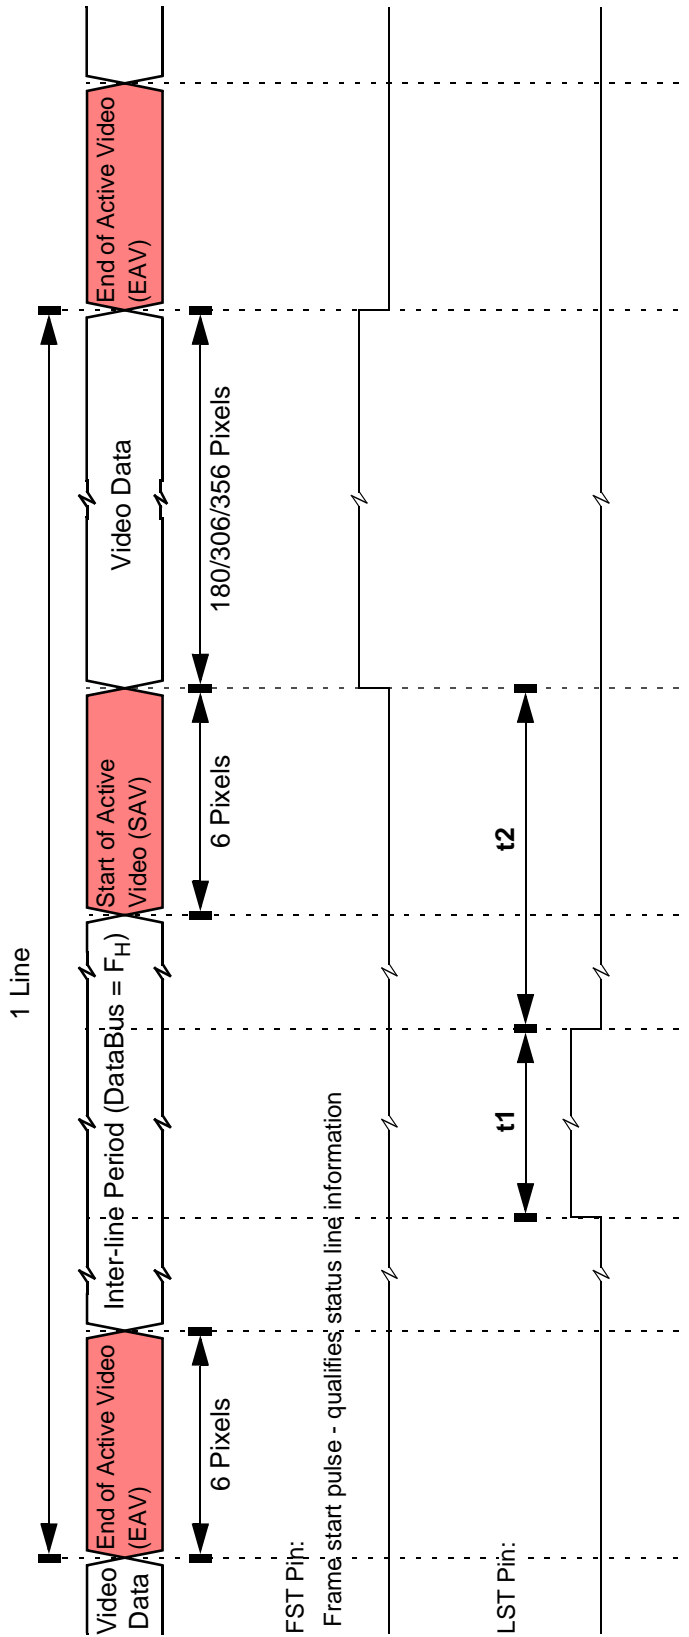 1 Line
Video
Data
End of Active Video
(EAV)
Inter-line Period (DataBus = FH)
Start of Active
Video (SAV)
Video Data
End of Active Video
(EAV)
6 Pixels
6 Pixels
180/306/356 Pixels
FST Pin:
Frame start pulse - qualifies status line information
LST Pin:
t1
t2